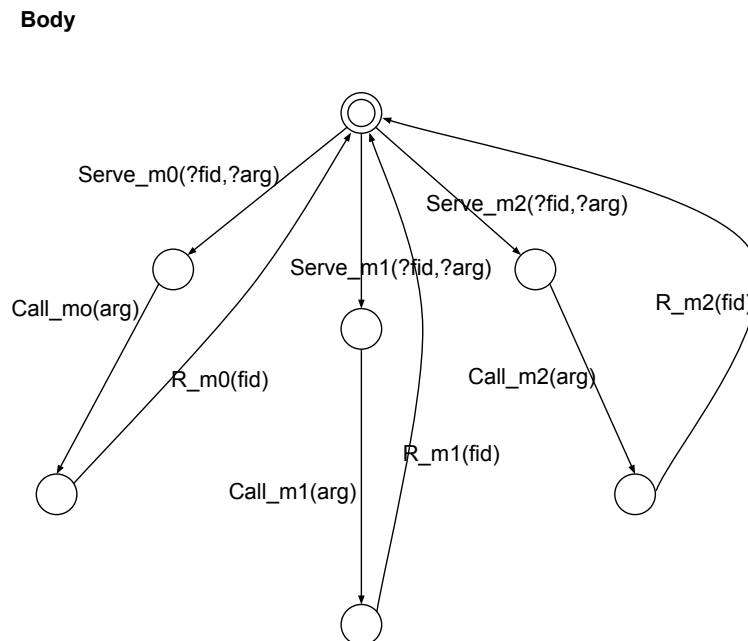 Body
Serve_m0(?fid,?arg)
Serve_m2(?fid,?arg)
Serve_m1(?fid,?arg)
Call_mo(arg)
R_m2(fid)
R_m0(fid)
Call_m2(arg)
R_m1(fid)
Call_m1(arg)